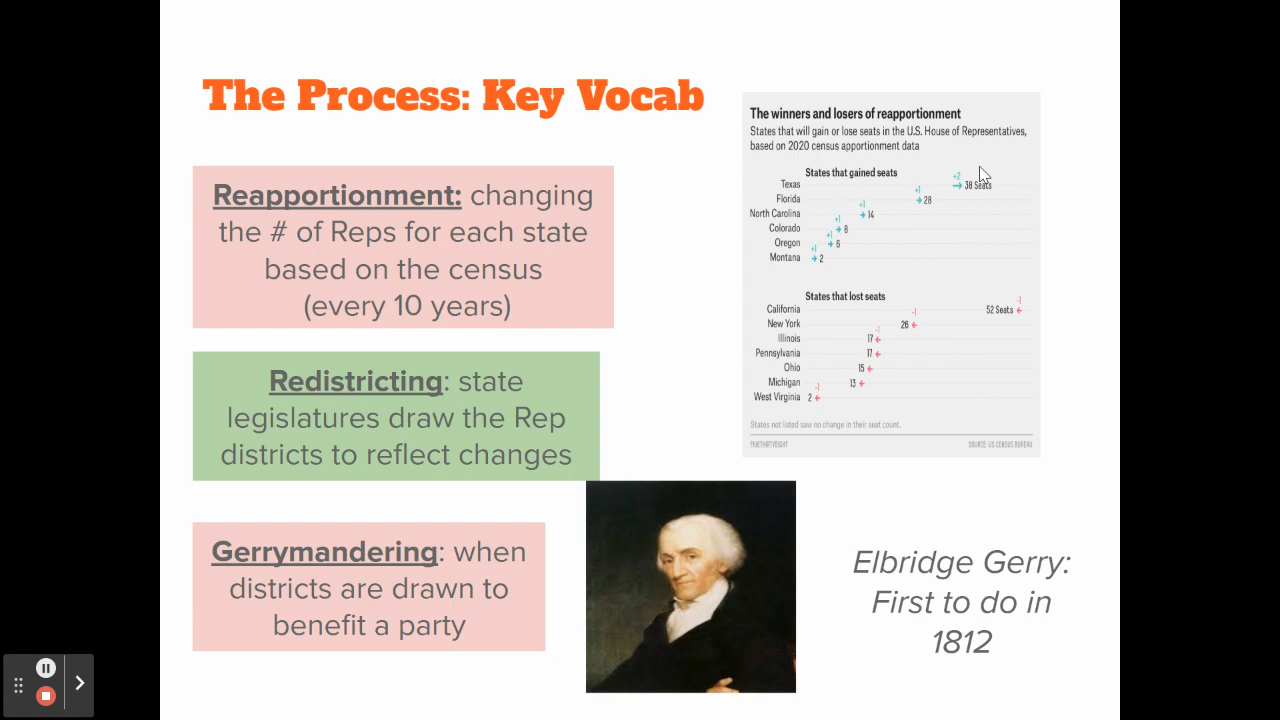 The Process: Key Vocab
Reapportionment: changing
the # of Reps for each state
based on the census
(every 10 years)
Redistricting: state
legislatures draw the Rep
districts to reflect changes
Gerrymandering: when
districts are drawn to
benefit a party
The winners and losers of reapportionment
States that will gain or lose seats in the U.S. House of Representatives,
based on 2020 census apportionment data
States that gained seats
Texas +2 38 Seats
Florida +1 28
North Carolina +1 14
Colorado +1 8
Oregon +1 6
Montana +1 2
States that lost seats
California 52 Seats -1
New York 26 -1
Illinois 17 -1
Pennsylvania 17
Ohio 15
Michigan 13
West Virginia 2 -1
States not listed saw no change in their seat count.
FIVETHIRTYEIGHT SOURCE: US CENSUS BUREAU
Elbridge Gerry:
First to do in
1812